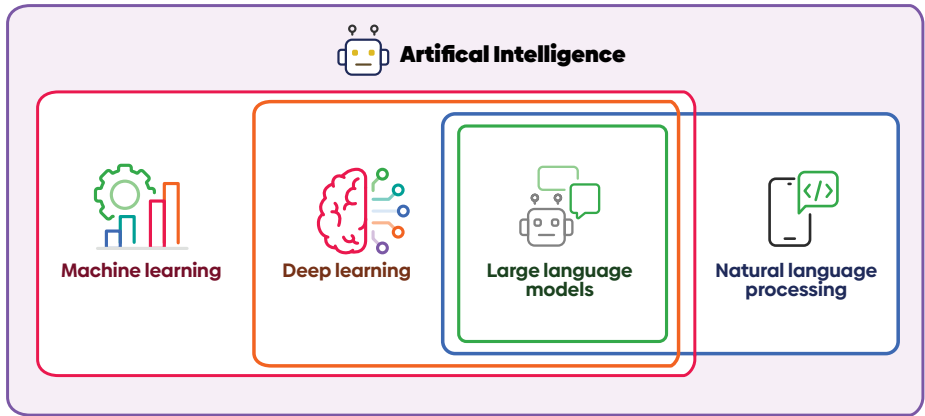 Artifical Intelligence
Machine learning
Deep learning
Large language
models
Natural language
processing